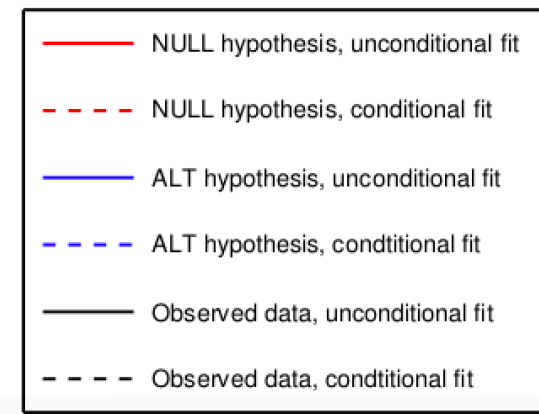 NULL hypothesis, unconditional fit
NULL hypothesis, conditional fit
ALT hypothesis, unconditional fit
ALT hypothesis, condtitional fit
Observed data, unconditional fit
Observed data, condtitional fit